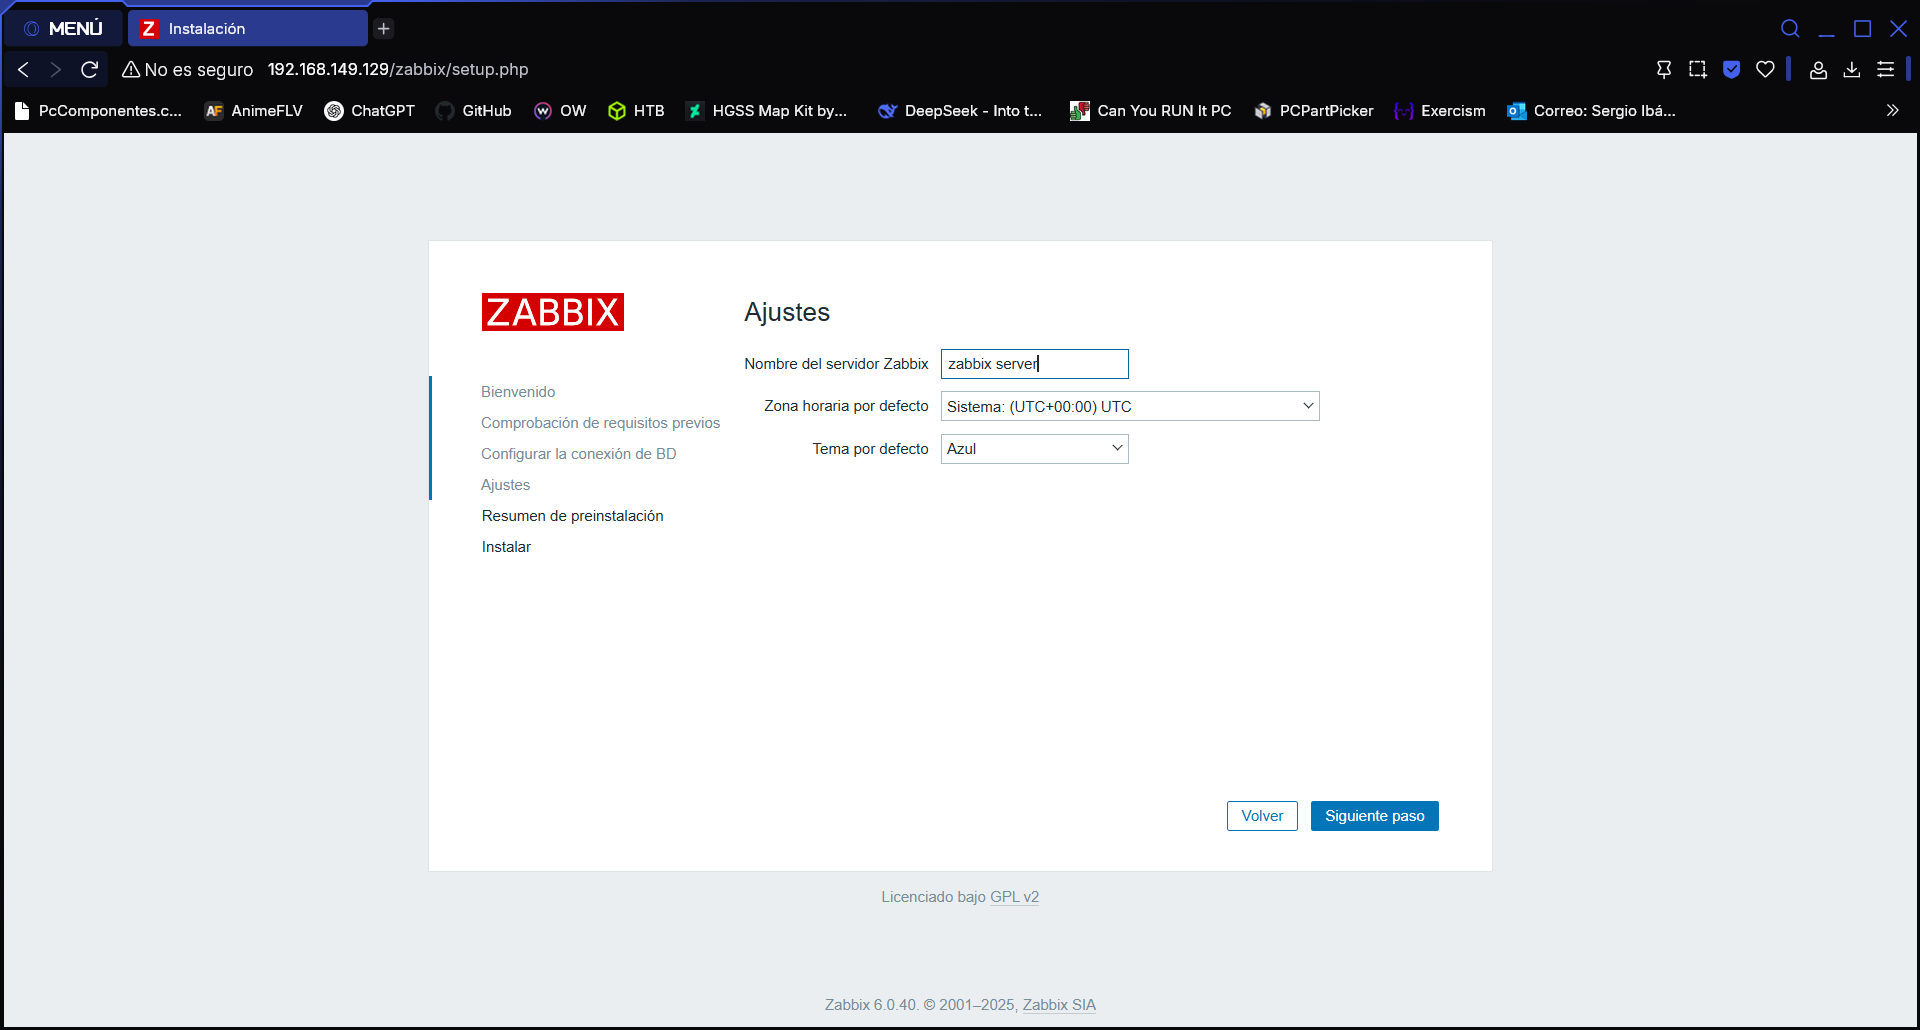 MENÚ
Instalación
No es seguro 192.168.149.129/zabbix/setup.php
PcComponentes.c... AnimeFLV ChatGPT GitHub OW HTB HGSS Map Kit by... DeepSeek - Into t... Can You RUN It PC PCPartPicker Exercism Correo: Sergio Ibá...
ZABBIX
Bienvenido
Comprobación de requisitos previos
Configurar la conexión de BD
Ajustes
Resumen de preinstalación
Instalar
Ajustes
Nombre del servidor Zabbix zabbix server
Zona horaria por defecto Sistema: (UTC+00:00) UTC
Tema por defecto Azul
Volver Siguiente paso
Licenciado bajo GPL v2
Zabbix 6.0.40. © 2001–2025, Zabbix SIA